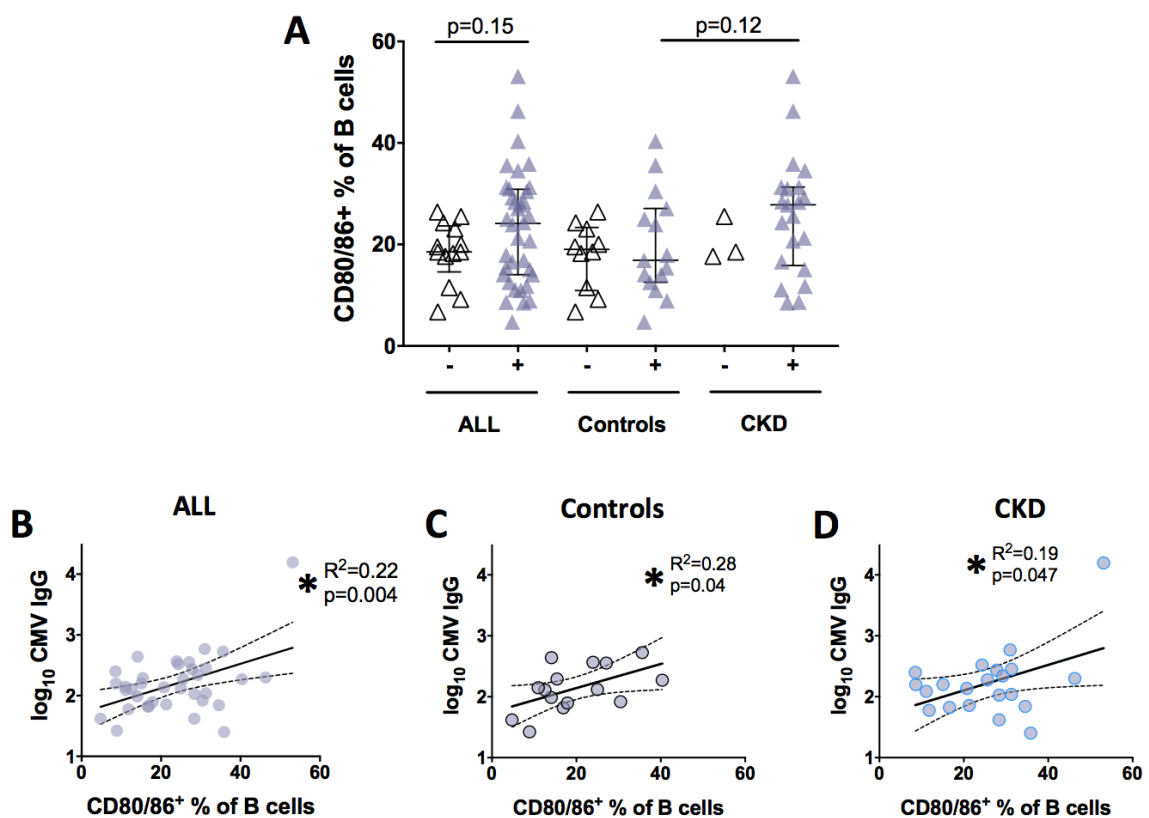 A
p=0.15
p=0.12
CD80/86+ % of B cells
60
40
20
0
- + - + - +
ALL Controls CKD
B
ALL
log10 CMV IgG
4
3
2
1
0 20 40 60
CD80/86+ % of B cells
* R2=0.22
p=0.004
C
Controls
log10 CMV IgG
4
3
2
1
0 20 40 60
CD80/86+ % of B cells
* R2=0.28
p=0.04
D
CKD
log10 CMV IgG
4
3
2
1
0 20 40 60
CD80/86+ % of B cells
* R2=0.19
p=0.047